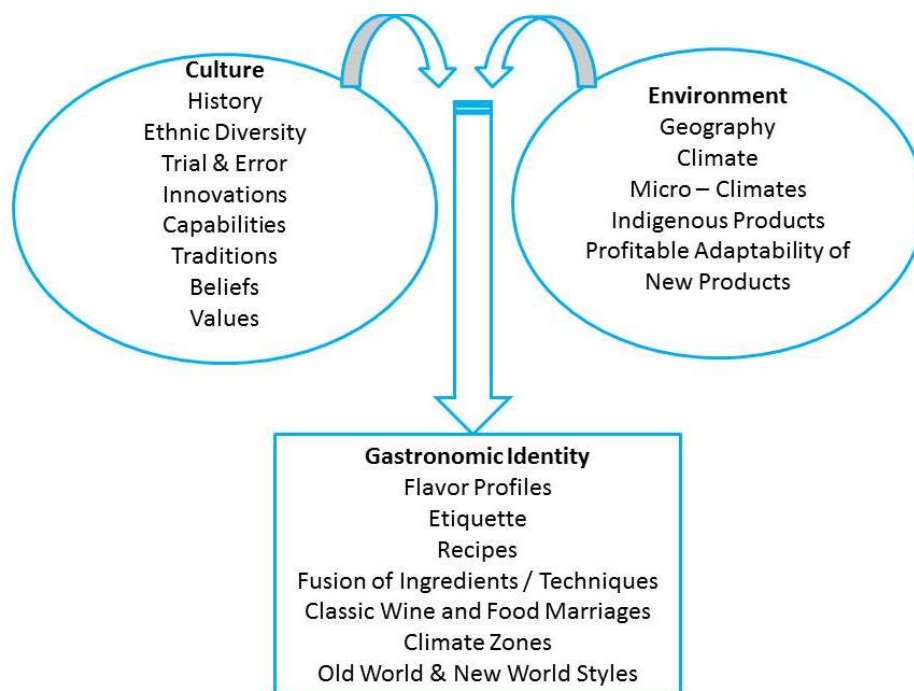 Culture
History
Ethnic Diversity
Trial & Error
Innovations
Capabilities
Traditions
Beliefs
Values
Environment
Geography
Climate
Micro – Climates
Indigenous Products
Profitable Adaptability of
New Products
Gastronomic Identity
Flavor Profiles
Etiquette
Recipes
Fusion of Ingredients / Techniques
Classic Wine and Food Marriages
Climate Zones
Old World & New World Styles